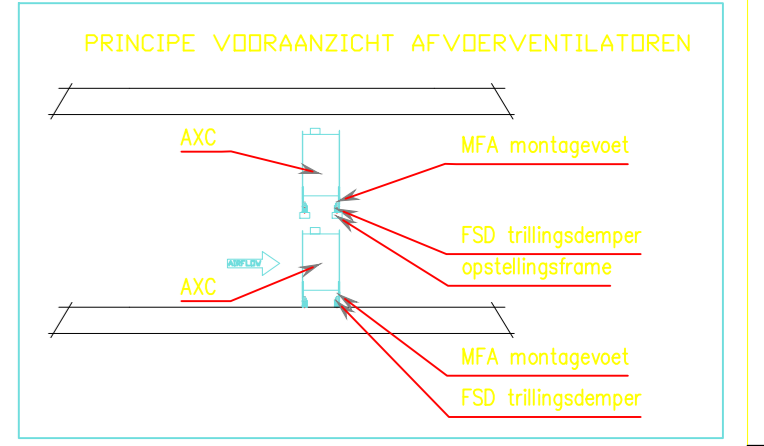 PRINCIPE VOORAANZICHT AFVOERVENTILATOREN
AXC
MFA montagevoet
FSD trillingsdemper
opstellingsframe
AIRFLOW
AXC
MFA montagevoet
FSD trillingsdemper